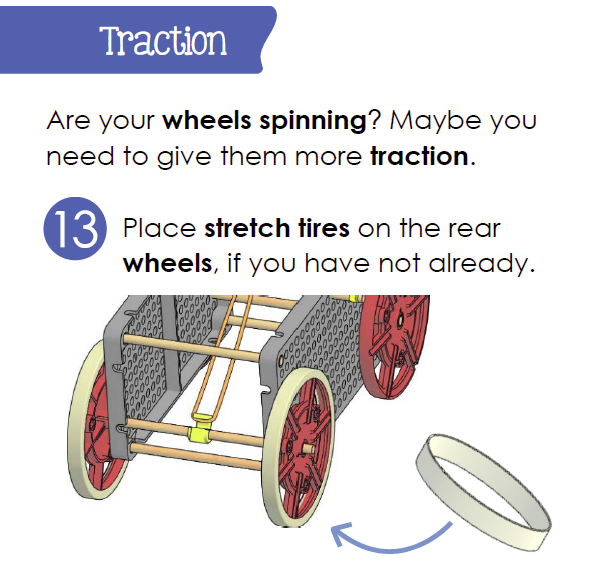 Traction
Are your wheels spinning? Maybe you
need to give them more traction.
13 Place stretch tires on the rear
wheels, if you have not already.